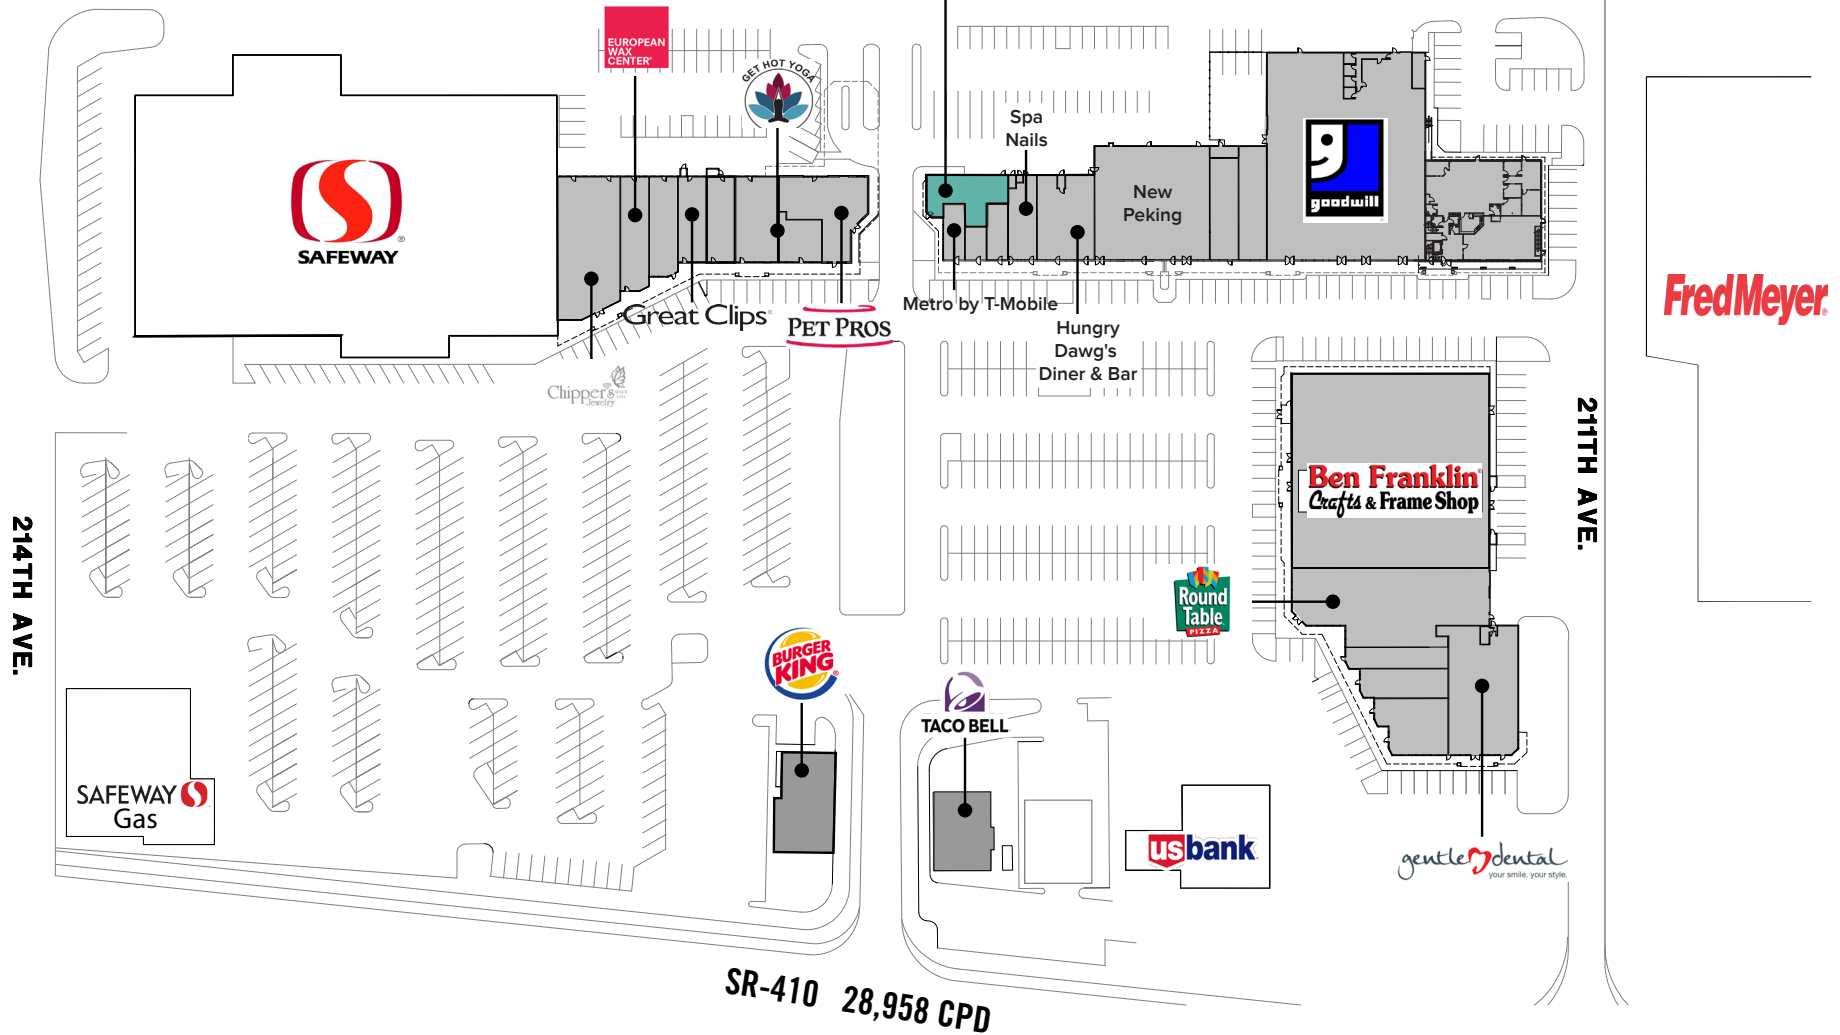 EUROPEAN
WAX
CENTER
GET HOT YOGA
Spa
Nails
New
Peking
goodwill
SAFEWAY
Great Clips
PET PROS
Metro by T-Mobile
Hungry
Dawg's
Diner & Bar
Chipper's
Jewelry
FredMeyer
Ben Franklin
Crafts & Frame Shop
211TH AVE.
214TH AVE.
Round
Table
PIZZA
BURGER
KING
TACO BELL
SAFEWAY
Gas
usbank
gentle dental
your smile. your style.
SR-410 28,958 CPD